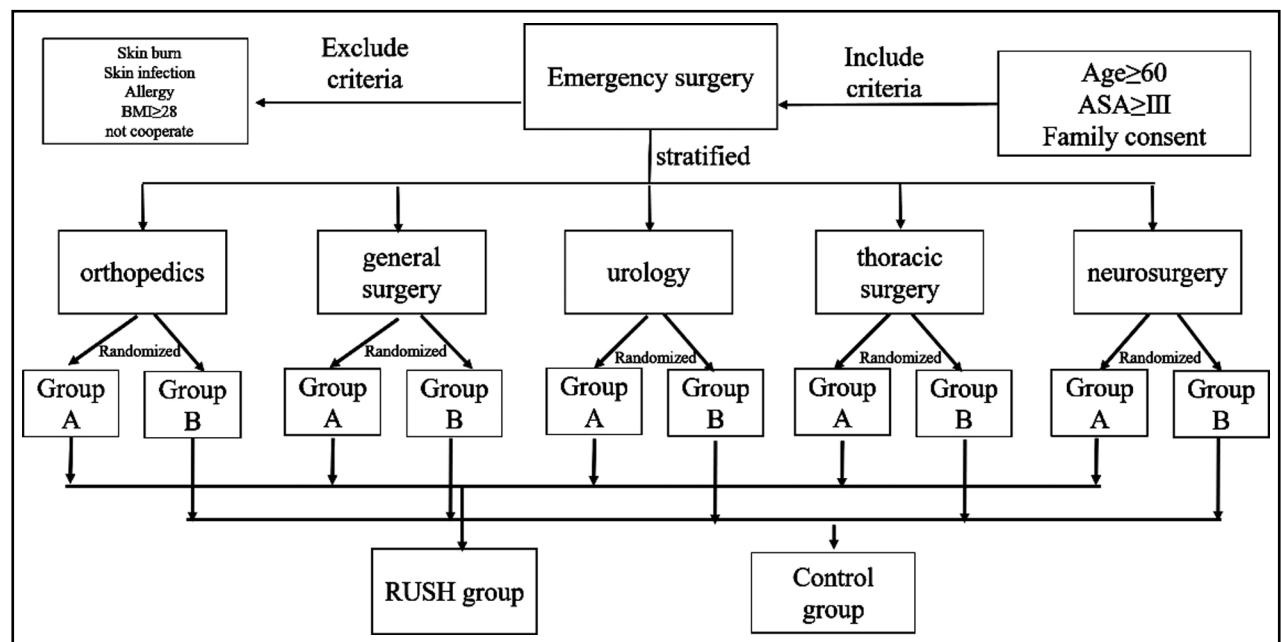 Skin burn
Skin infection
Allergy
BMI≥28
not cooperate
Exclude
criteria
Emergency surgery
Include
criteria
Age≥60
ASA≥III
Family consent
stratified
orthopedics
general
surgery
urology
thoracic
surgery
neurosurgery
Randomized
Randomized
Randomized
Randomized
Randomized
Group
A
Group
B
Group
A
Group
B
Group
A
Group
B
Group
A
Group
B
Group
A
Group
B
RUSH group
Control
group